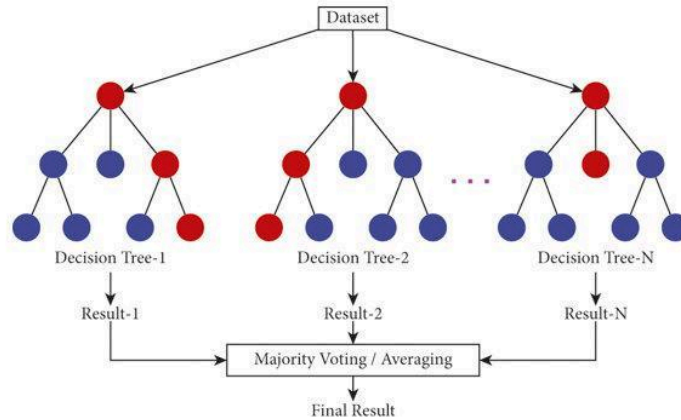 Dataset
Decision Tree-1
Decision Tree-2
Decision Tree-N
Result-1
Result-2
Result-N
Majority Voting / Averaging
Final Result